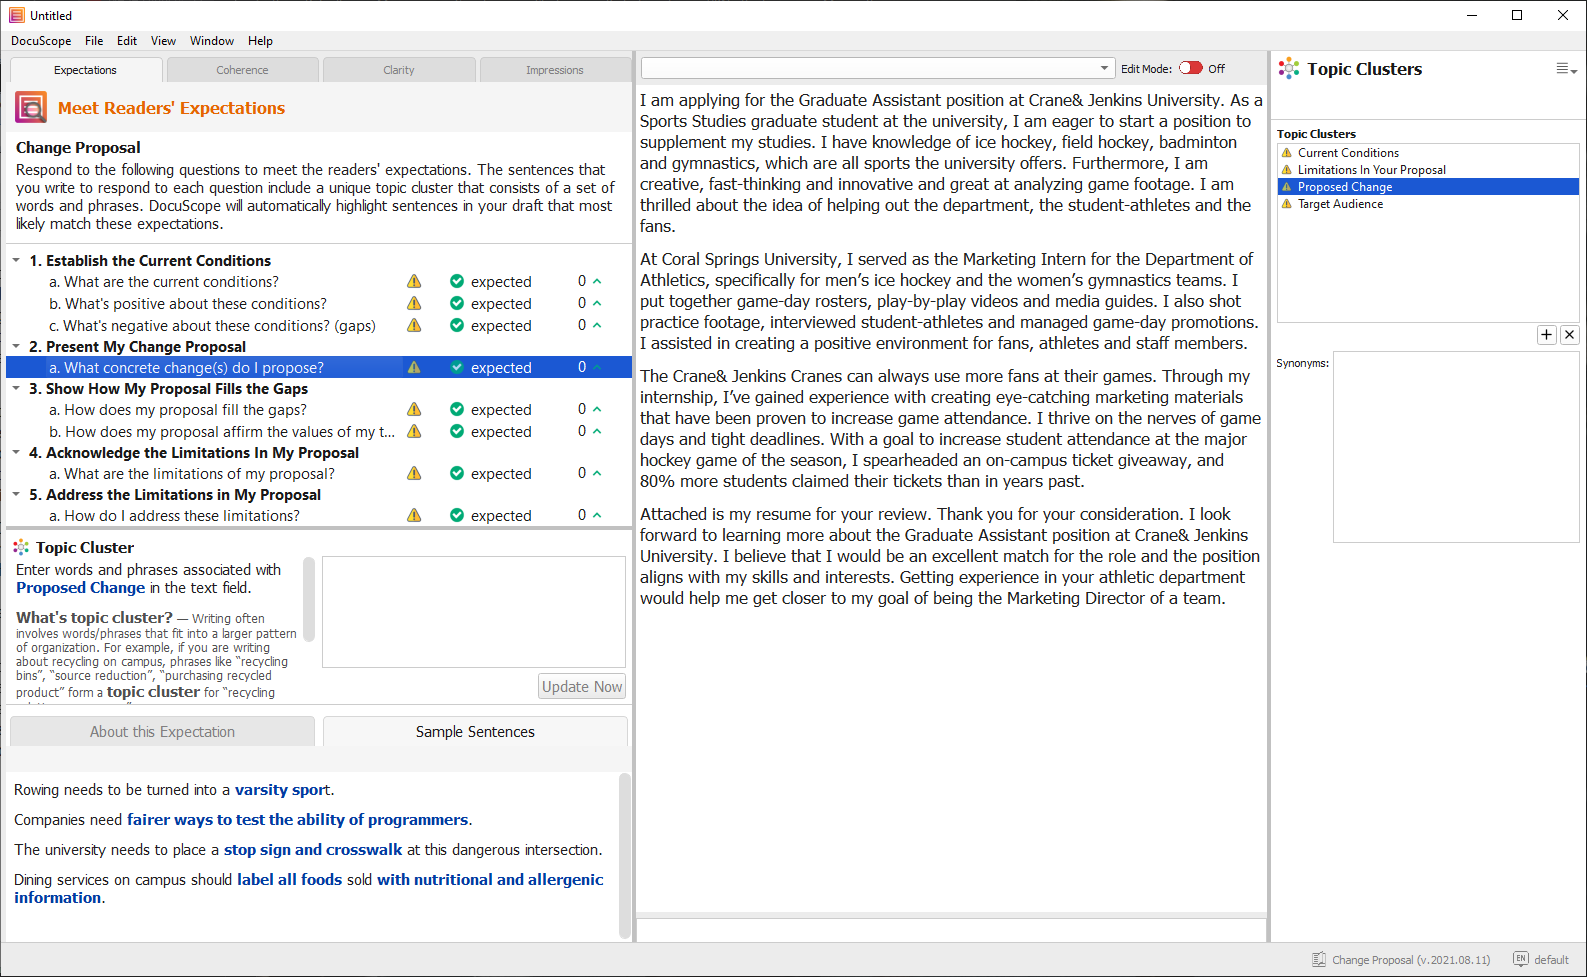 Untitled
DocuScope File Edit View Window Help
Expectations Coherence Clarity Impressions
Meet Readers' Expectations
Change Proposal
Respond to the following questions to meet the readers' expectations. The sentences that
you write to respond to each question include a unique topic cluster that consists of a set of
words and phrases. DocuScope will automatically highlight sentences in your draft that most
likely match these expectations.
1. Establish the Current Conditions
a. What are the current conditions? expected 0
b. What's positive about these conditions? expected 0
c. What's negative about these conditions? (gaps) expected 0
2. Present My Change Proposal
a. What concrete change(s) do I propose? expected 0
3. Show How My Proposal Fills the Gaps
a. How does my proposal fill the gaps? expected 0
b. How does my proposal affirm the values of my t... expected 0
4. Acknowledge the Limitations In My Proposal
a. What are the limitations of my proposal? expected 0
5. Address the Limitations in My Proposal
a. How do I address these limitations? expected 0
Topic Cluster
Enter words and phrases associated with
Proposed Change in the text field.
What's topic cluster? — Writing often
involves words/phrases that fit into a larger pattern
of organization. For example, if you are writing
about recycling on campus, phrases like “recycling
bins”, “source reduction”, “purchasing recycled
product” form a topic cluster for “recycling
Update Now
About this Expectation Sample Sentences
Rowing needs to be turned into a varsity sport.
Companies need fairer ways to test the ability of programmers.
The university needs to place a stop sign and crosswalk at this dangerous intersection.
Dining services on campus should label all foods sold with nutritional and allergenic
information.
Edit Mode: Off
I am applying for the Graduate Assistant position at Crane& Jenkins University. As a
Sports Studies graduate student at the university, I am eager to start a position to
supplement my studies. I have knowledge of ice hockey, field hockey, badminton
and gymnastics, which are all sports the university offers. Furthermore, I am
creative, fast-thinking and innovative and great at analyzing game footage. I am
thrilled about the idea of helping out the department, the student-athletes and the
fans.
At Coral Springs University, I served as the Marketing Intern for the Department of
Athletics, specifically for men’s ice hockey and the women’s gymnastics teams. I
put together game-day rosters, play-by-play videos and media guides. I also shot
practice footage, interviewed student-athletes and managed game-day promotions.
I assisted in creating a positive environment for fans, athletes and staff members.
The Crane& Jenkins Cranes can always use more fans at their games. Through my
internship, I’ve gained experience with creating eye-catching marketing materials
that have been proven to increase game attendance. I thrive on the nerves of game
days and tight deadlines. With a goal to increase student attendance at the major
hockey game of the season, I spearheaded an on-campus ticket giveaway, and
80% more students claimed their tickets than in years past.
Attached is my resume for your review. Thank you for your consideration. I look
forward to learning more about the Graduate Assistant position at Crane& Jenkins
University. I believe that I would be an excellent match for the role and the position
aligns with my skills and interests. Getting experience in your athletic department
would help me get closer to my goal of being the Marketing Director of a team.
Topic Clusters
Topic Clusters
Current Conditions
Limitations In Your Proposal
Proposed Change
Target Audience
Synonyms:
Change Proposal (v.2021.08.11) EN default